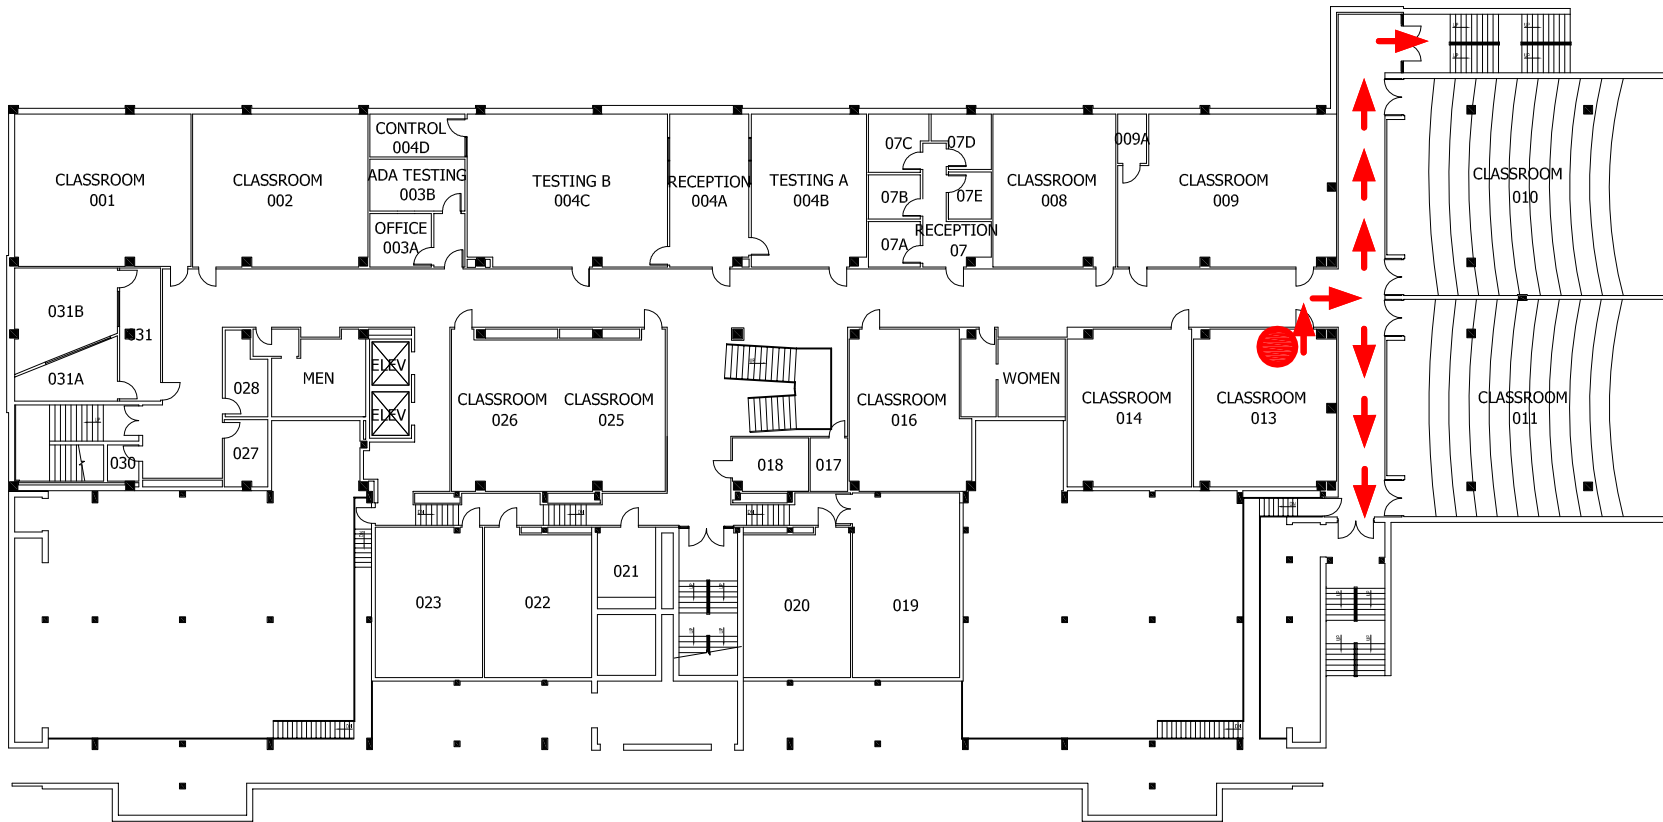 CLASSROOM
001
CLASSROOM
002
CONTROL
004D
ADA TESTING
003B
OFFICE
003A
TESTING B
004C
RECEPTION
004A
TESTING A
004B
07C
07D
07B
07E
07A
RECEPTION
07
CLASSROOM
008
009A
CLASSROOM
009
CLASSROOM
010
031B
031
031A
028
MEN
ELEV
ELEV
027
030
CLASSROOM
026
CLASSROOM
025
018
017
CLASSROOM
016
WOMEN
CLASSROOM
014
CLASSROOM
013
CLASSROOM
011
023
022
021
020
019